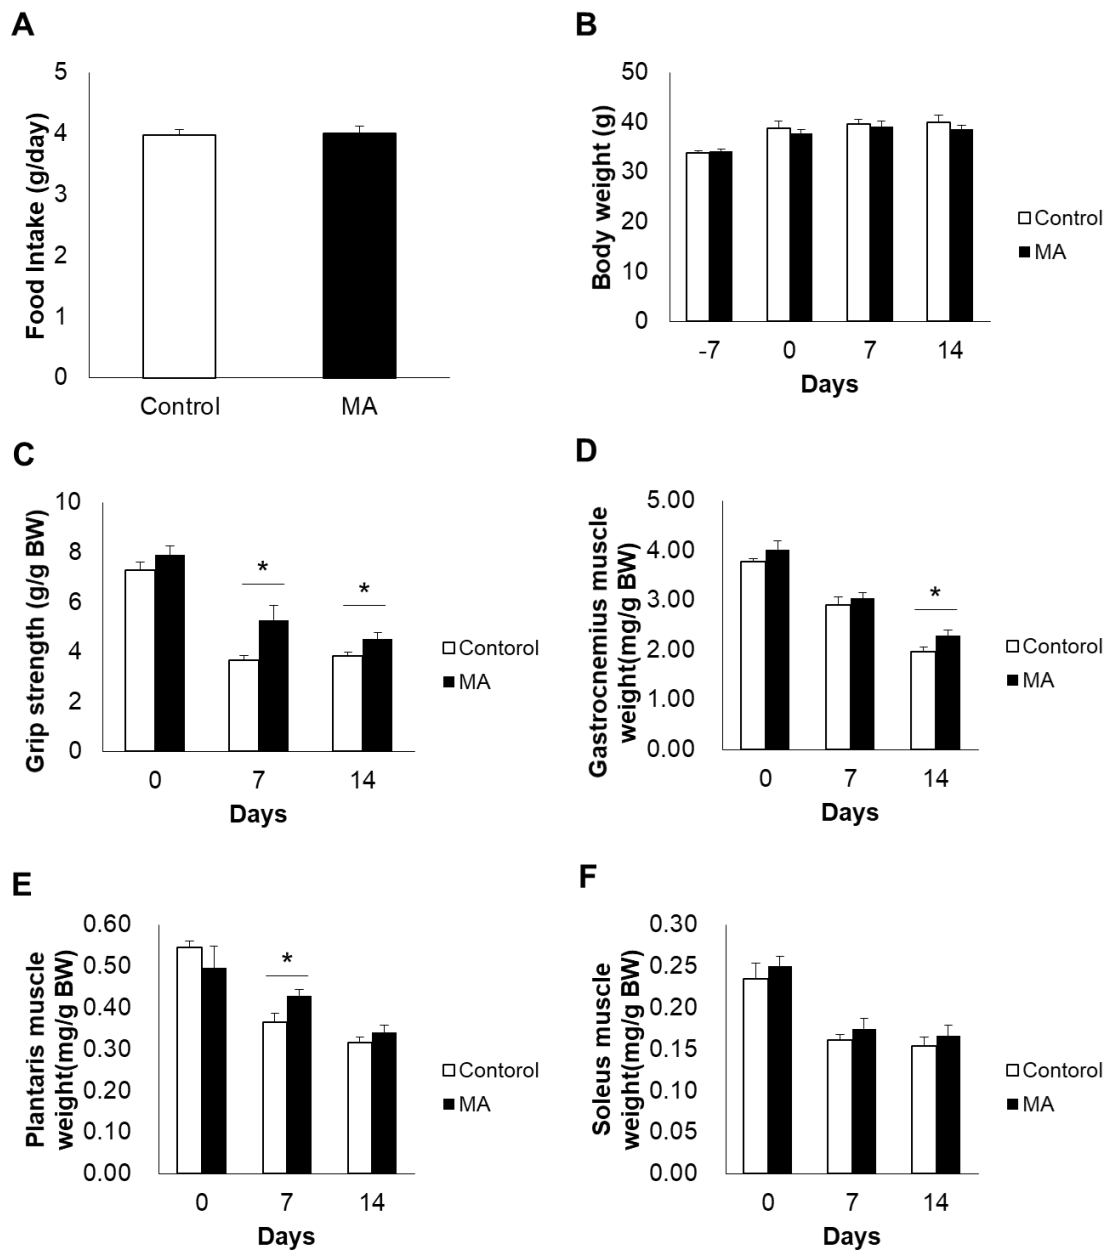 A
Food Intake (g/day)
5
4
3
2
1
0
Control
MA
B
Body weight (g)
50
40
30
20
10
0
-7
0
7
14
Days
Control
MA
C
Grip strength (g/g BW)
10
8
6
4
2
0
*
*
0
7
14
Days
Contorol
MA
D
Gastrocnemius muscle
weight(mg/g BW)
5.00
4.00
3.00
2.00
1.00
0.00
*
0
7
14
Days
Control
MA
E
Plantaris muscle
weight(mg/g BW)
0.60
0.50
0.40
0.30
0.20
0.10
0.00
*
0
7
14
Days
Contorol
MA
F
Soleus muscle
weight(mg/g BW)
0.30
0.25
0.20
0.15
0.10
0.05
0.00
0
7
14
Days
Contorol
MA